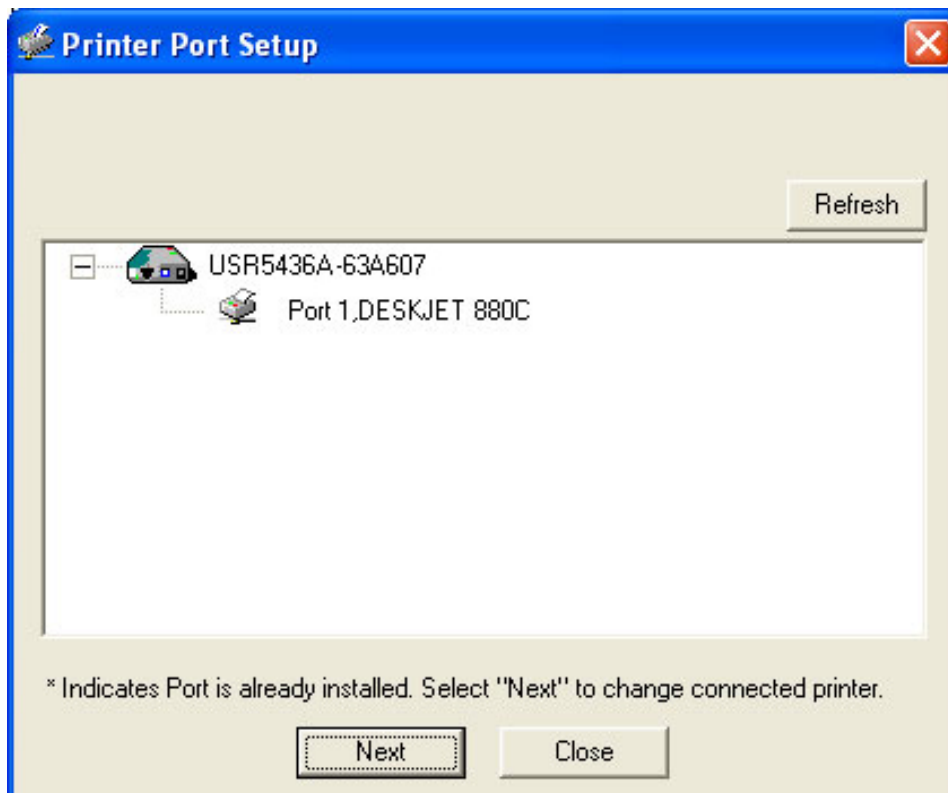 Printer Port Setup
Refresh
USR5436A-63A607
Port 1,DESKJET 880C
* Indicates Port is already installed. Select "Next" to change connected printer.
Next
Close